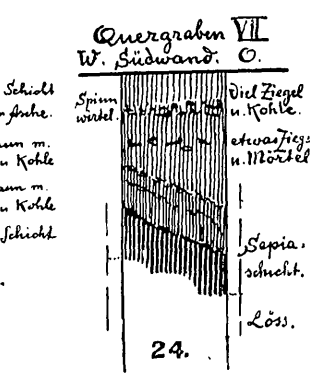 Quergraben VII
W. Südwand. O.
Schicht
Asche.
Spinn
wirtel.
Viel Ziegel
u. Kohle.
m.
u Kohle
etwas Zieg
u. Mörtel
m.
u Kohle
Schicht
Sepia-
schicht.
Löss.
24.